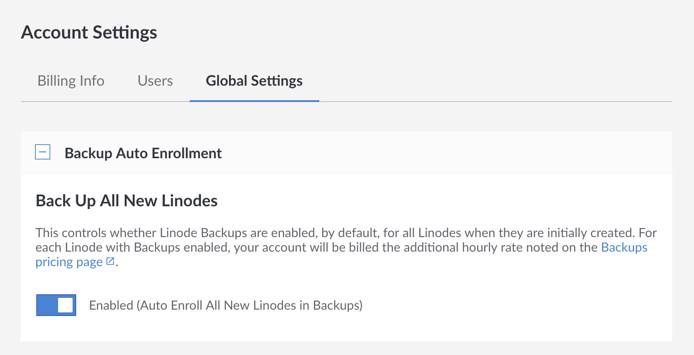 Account Settings
Billing Info Users Global Settings
Backup Auto Enrollment
Back Up All New Linodes
This controls whether Linode Backups are enabled, by default, for all Linodes when they are initially created. For
each Linode with Backups enabled, your account will be billed the additional hourly rate noted on the Backups
pricing page.
Enabled (Auto Enroll All New Linodes in Backups)